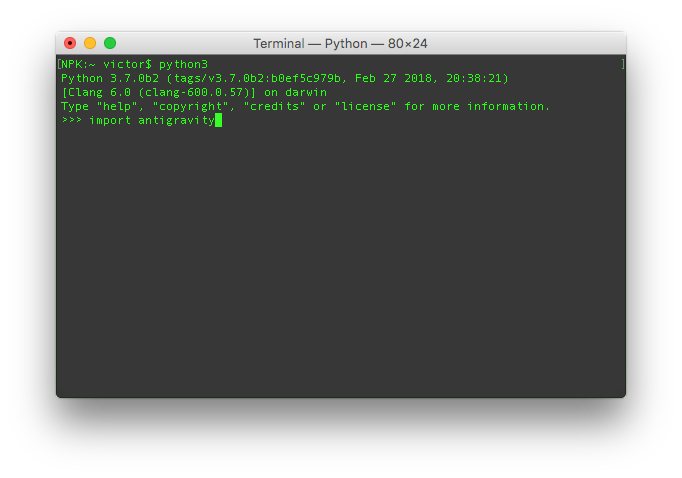 Terminal — Python — 80×24
[NPK:~ victor$ python3 ]
Python 3.7.0b2 (tags/v3.7.0b2:b0ef5c979b, Feb 27 2018, 20:38:21)
[Clang 6.0 (clang-600.0.57)] on darwin
Type "help", "copyright", "credits" or "license" for more information.
>>> import antigravity